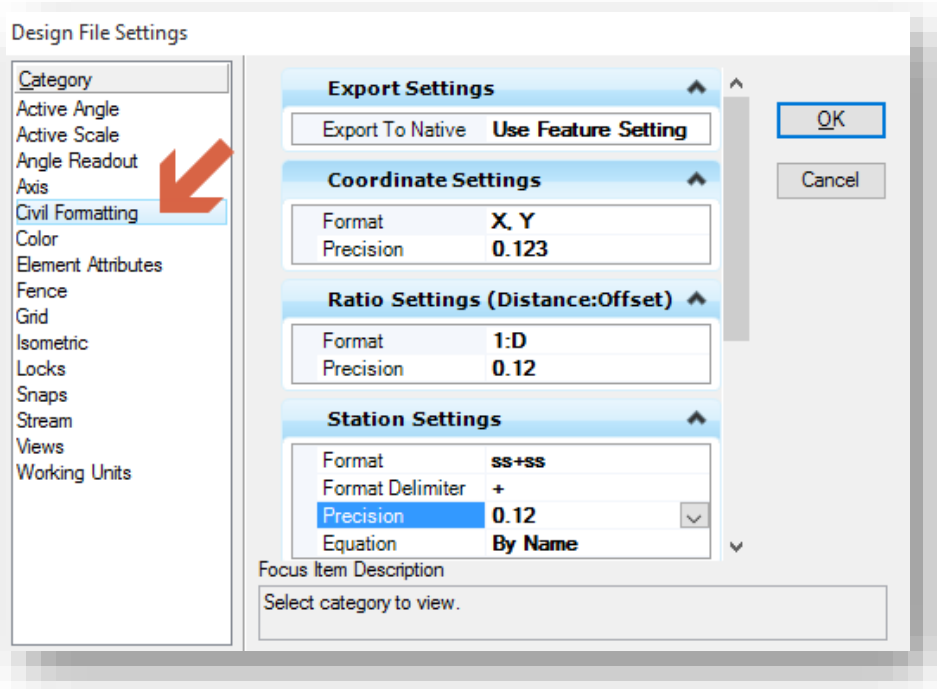 Design File Settings
Category
Active Angle
Active Scale
Angle Readout
Axis
Civil Formatting
Color
Element Attributes
Fence
Grid
Isometric
Locks
Snaps
Stream
Views
Working Units
Export Settings
Export To Native Use Feature Setting
Coordinate Settings
Format X, Y
Precision 0.123
Ratio Settings (Distance:Offset)
Format 1:D
Precision 0.12
Station Settings
Format ss+ss
Format Delimiter +
Precision 0.12
Equation By Name
Focus Item Description
Select category to view.
OK
Cancel